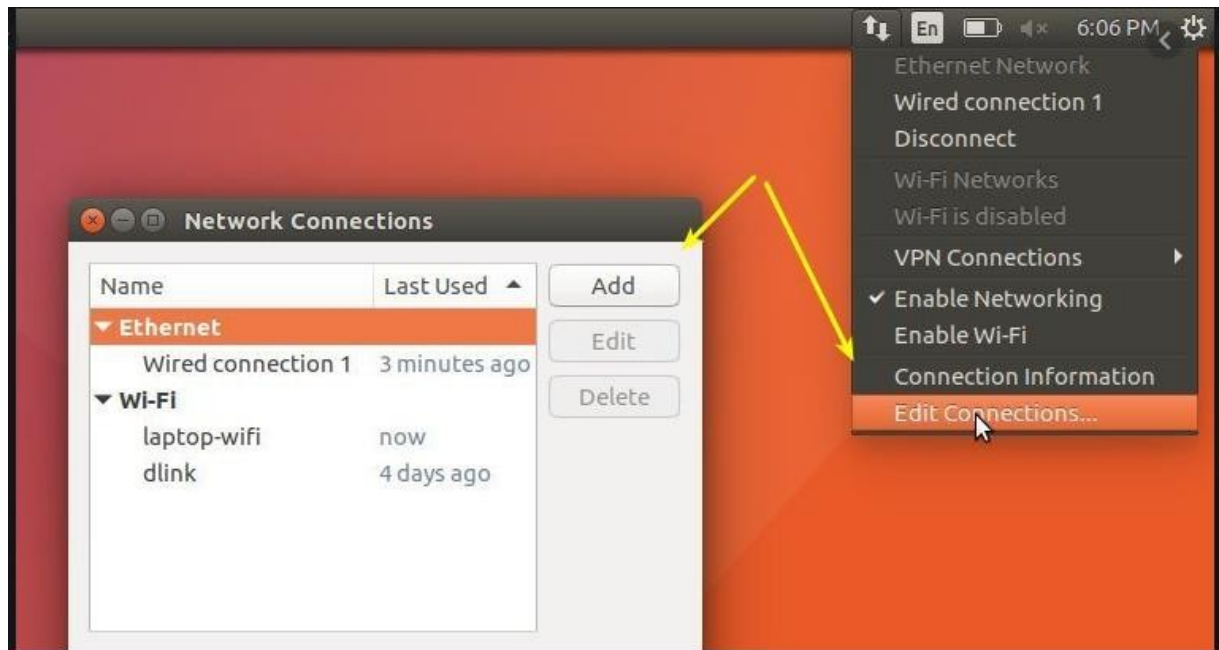 En 6:06 PM
Ethernet Network
Wired connection 1
Disconnect
Wi-Fi Networks
Wi-Fi is disabled
VPN Connections
Enable Networking
Enable Wi-Fi
Connection Information
Edit Connections...
Network Connections
Name Last Used Add
Ethernet Edit
Wired connection 1 3 minutes ago
Wi-Fi Delete
laptop-wifi now
dlink 4 days ago